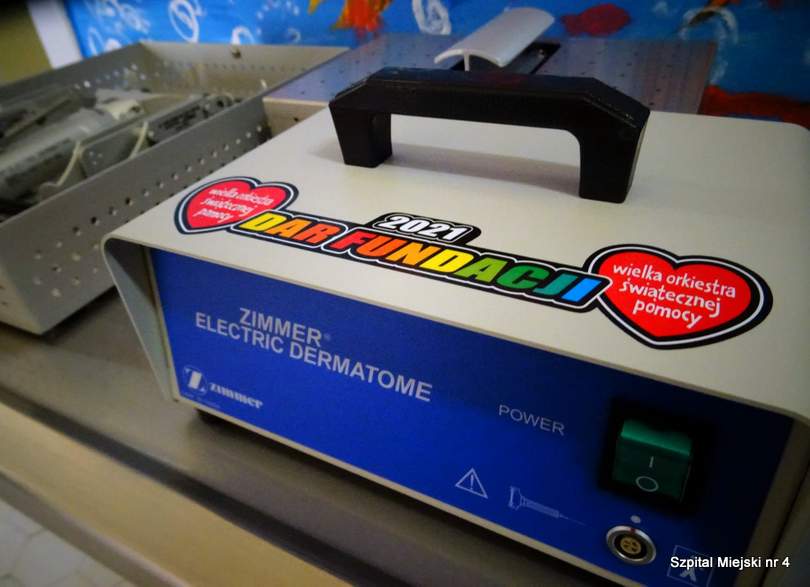 wielka orkiestra
świątecznej
pomocy
2021
DAR FUNDACJI
wielka orkiestra
świątecznej
pomocy
ZIMMER®
ELECTRIC DERMATOME
zimmer
POWER
Szpital Miejski nr 4